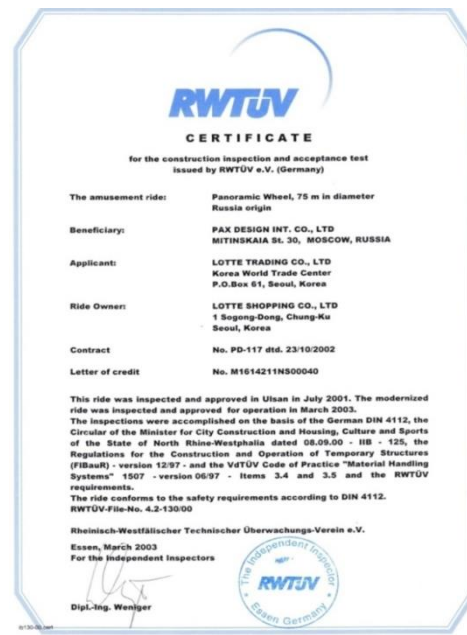 RWTÜV
CERTIFICATE
for the construction inspection and acceptance test
issued by RWTÜV e.V. (Germany)
The amusement ride: Panoramic Wheel, 75 m in diameter
Russia origin
Beneficiary: PAX DESIGN INT. CO., LTD
MITINSKAIA St. 30, MOSCOW, RUSSIA
Applicant: LOTTE TRADING CO., LTD
Korea World Trade Center
P.O.Box 61, Seoul, Korea
Ride Owner: LOTTE SHOPPING CO., LTD
1 Sogong-Dong, Chung-Ku
Seoul, Korea
Contract No. PD-117 dtd. 23/10/2002
Letter of credit No. M1614211NS00040
This ride was inspected and approved in Ulsan in July 2001. The modernized
ride was inspected and approved for operation in March 2003.
The inspections were accomplished on the basis of the German DIN 4112, the
Circular of the Minister for City Construction and Housing, Culture and Sports
of the State of North Rhine-Westphalia dated 08.09.00 - IIB - 125, the
Regulations for the Construction and Operation of Temporary Structures
(FlBauR) - version 12/97 - and the VdTÜV Code of Practice "Material Handling
Systems" 1507 - version 06/97 - Items 3.4 and 3.5 and the RWTÜV
requirements.
The ride conforms to the safety requirements according to DIN 4112.
RWTÜV-File-No. 4.2-130/00
Rheinisch-Westfälischer Technischer Überwachungs-Verein e.V.
Essen, March 2003
For the Independent Inspectors
The Independent Inspector
RWTÜV
Essen Germany
Dipl.-Ing. Weniger